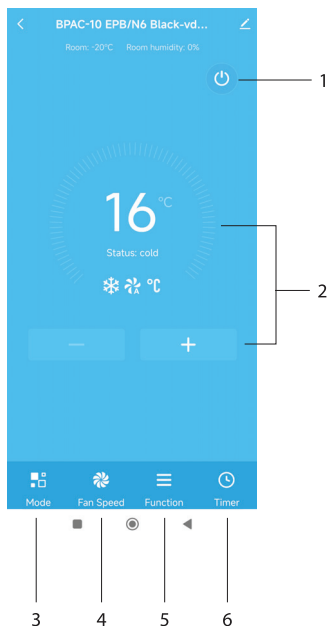 BPAC-10 EPB/N6 Black-vd...
Room: -20°C Room humidity: 0%
1
16 °C
Status: cold
A °C
2
− +
Mode Fan Speed Function Timer
3 4 5 6